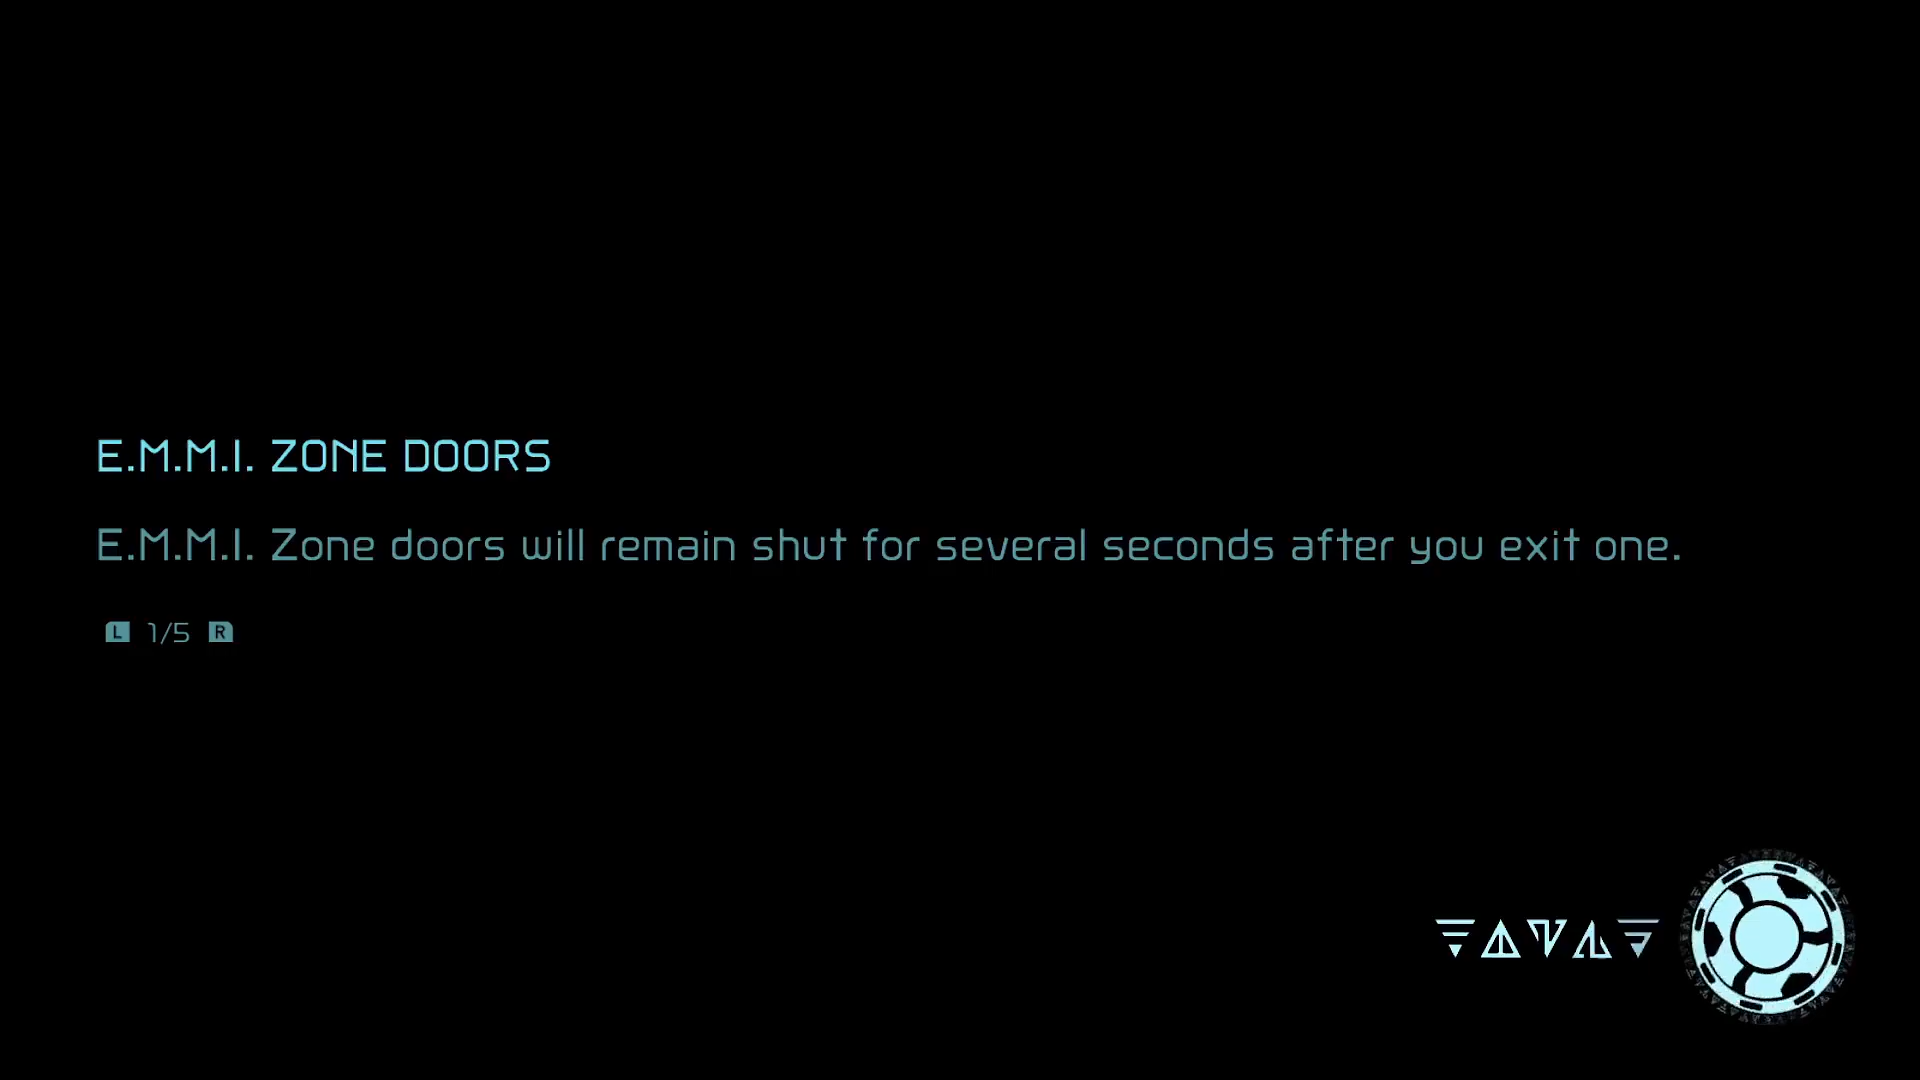 E.M.M.I. ZONE DOORS
E.M.M.I. Zone doors will remain shut for several seconds after you exit one.
L 1/5 R